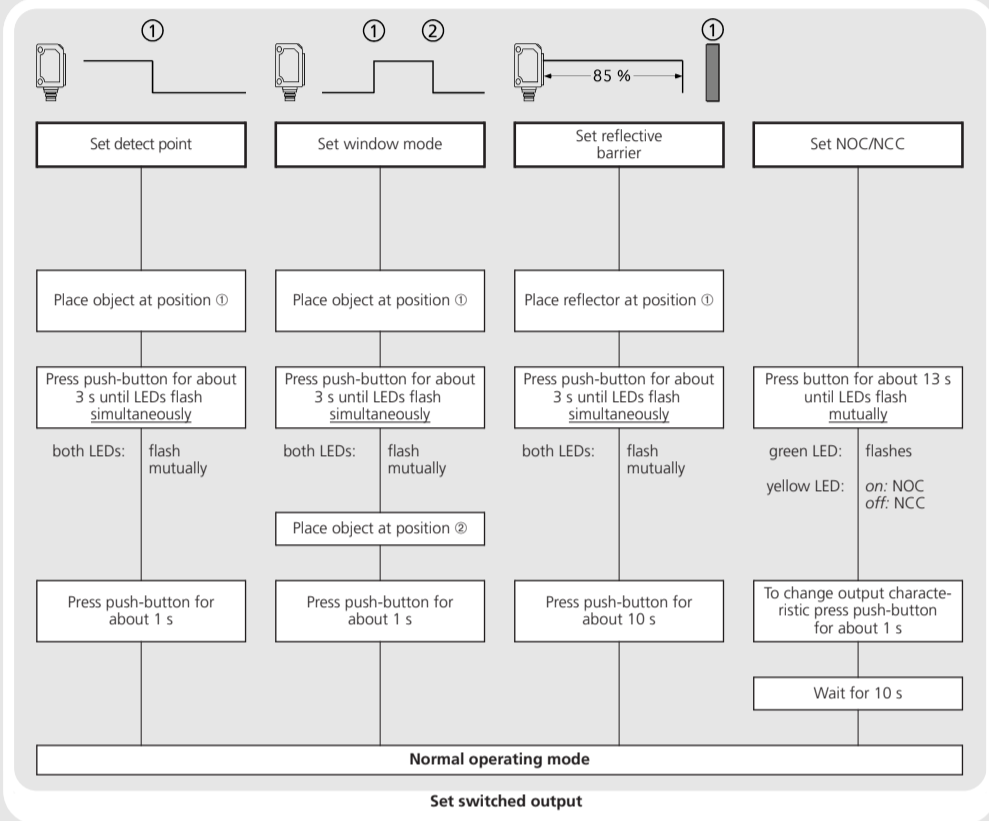 ①
① ②
①
85 %
Set detect point
Set window mode
Set reflective
barrier
Set NOC/NCC
Place object at position ①
Place object at position ①
Place reflector at position ①
Press push-button for about
3 s until LEDs flash
simultaneously
Press push-button for about
3 s until LEDs flash
simultaneously
Press push-button for about
3 s until LEDs flash
simultaneously
Press button for about 13 s
until LEDs flash
mutually
both LEDs: flash
mutually
both LEDs: flash
mutually
both LEDs: flash
mutually
green LED: flashes
yellow LED: on: NOC
off: NCC
Place object at position ②
Press push-button for
about 1 s
Press push-button for
about 1 s
Press push-button for
about 10 s
To change output characte-
ristic press push-button
for about 1 s
Wait for 10 s
Normal operating mode
Set switched output